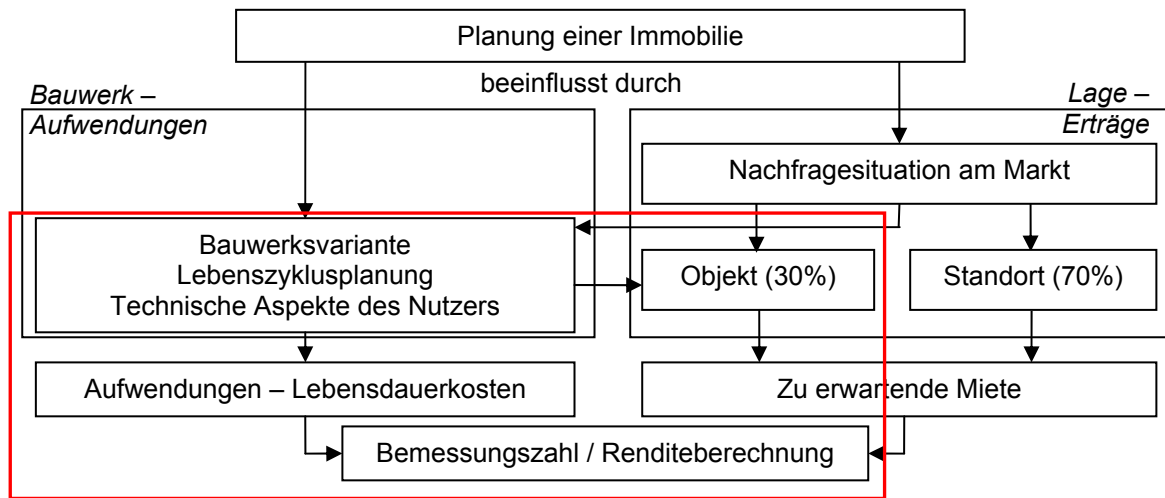 Planung einer Immobilie
beeinflusst durch
Bauwerk –
Aufwendungen
Lage –
Erträge
Nachfragesituation am Markt
Bauwerksvariante
Lebenszyklusplanung
Technische Aspekte des Nutzers
Objekt (30%)
Standort (70%)
Aufwendungen – Lebensdauerkosten
Zu erwartende Miete
Bemessungszahl / Renditeberechnung